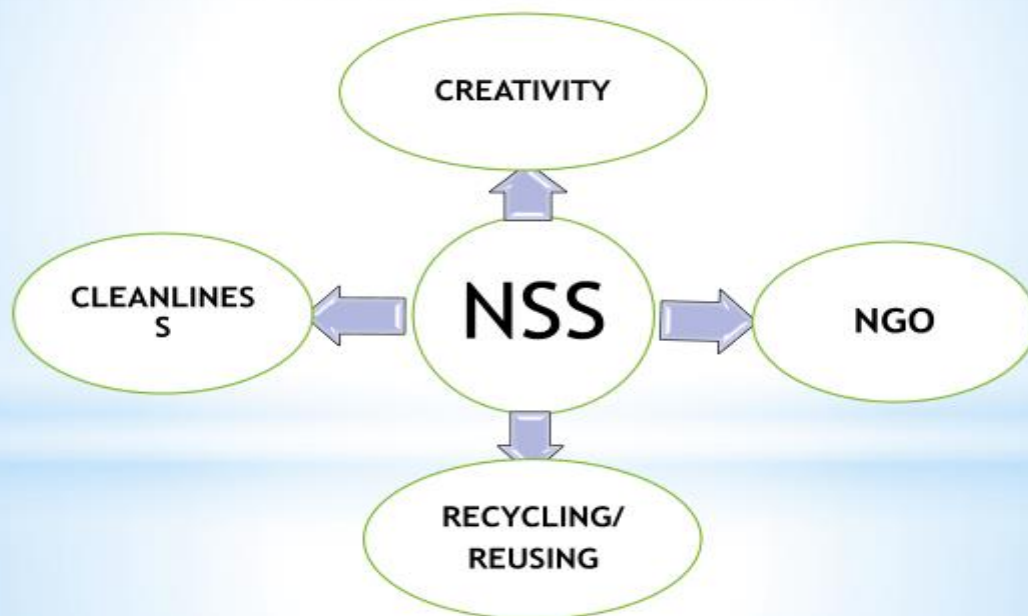 CREATIVITY
CLEANLINES
S
NSS
NGO
RECYCLING/
REUSING